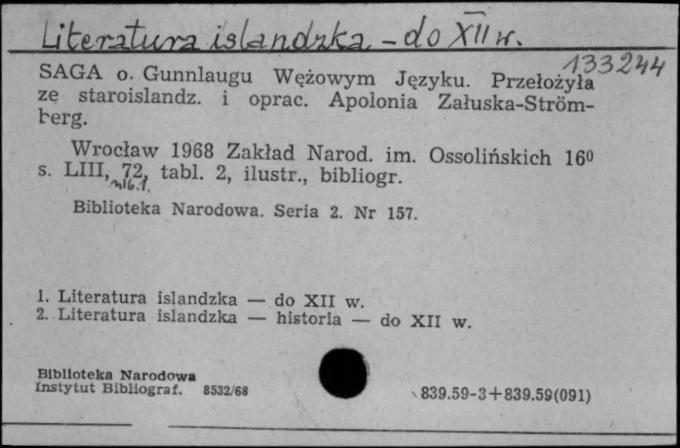 Literatura islandzka – do XII w.
133244
SAGA o. Gunnlaugu Wężowym Języku. Przełożyła
ze staroislandz. i oprac. Apolonia Załuska-Ström-
berg.
Wrocław 1968 Zakład Narod. im. Ossolińskich 16⁰
s. LIII, 72, tabl. 2, ilustr., bibliogr.
Biblioteka Narodowa. Seria 2. Nr 157.
1. Literatura islandzka — do XII w.
2. Literatura islandzka — historia — do XII w.
Biblioteka Narodowa
Instytut Bibliograf. 8532/68
839.59-3+839.59(091)